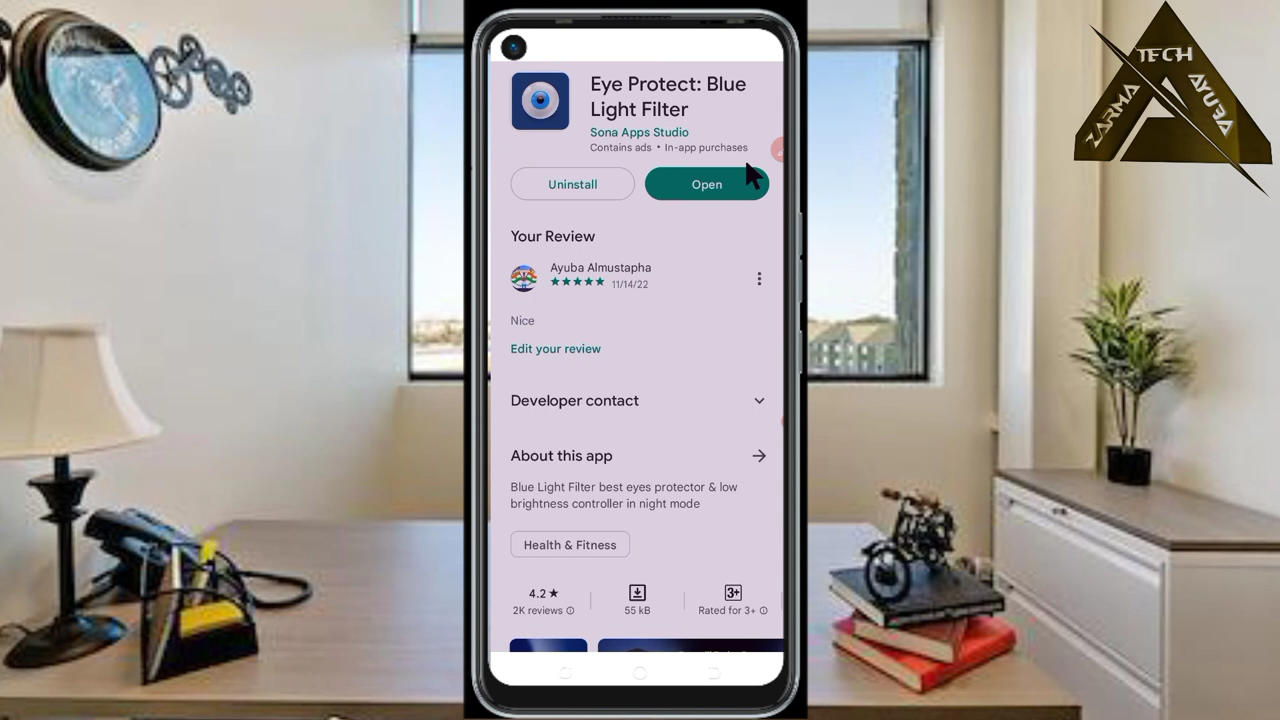 Eye Protect: Blue
Light Filter
Sona Apps Studio
Contains ads • In-app purchases
Uninstall
Open
Your Review
Ayuba Almustapha
★★★★★ 11/14/22
Nice
Edit your review
Developer contact
About this app
Blue Light Filter best eyes protector & low
brightness controller in night mode
Health & Fitness
4.2★
2K reviews
55 kB
3+
Rated for 3+
TECH
ZARMA
AYUBA